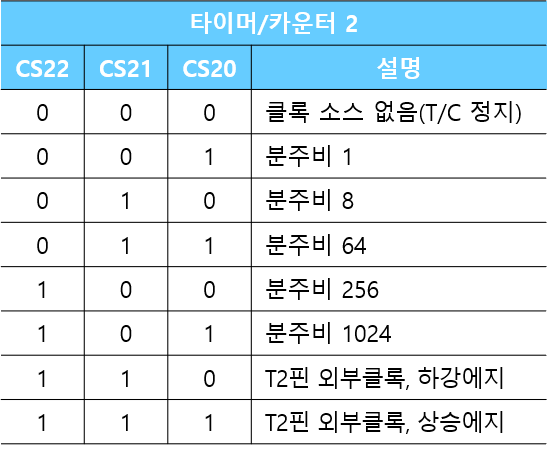 타이머/카운터 2
CS22 CS21 CS20 설명
0 0 0 클록 소스 없음(T/C 정지)
0 0 1 분주비 1
0 1 0 분주비 8
0 1 1 분주비 64
1 0 0 분주비 256
1 0 1 분주비 1024
1 1 0 T2핀 외부클록, 하강에지
1 1 1 T2핀 외부클록, 상승에지